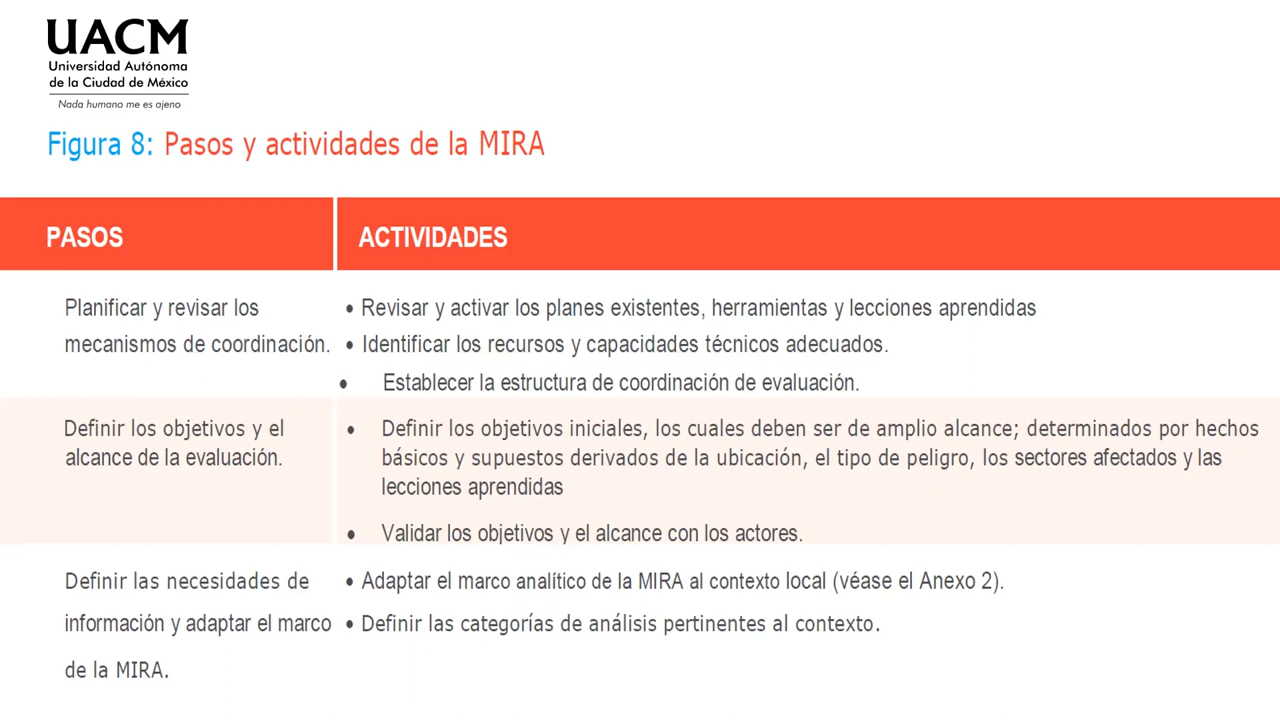 UACM
Universidad Autónoma
de la Ciudad de México
Nada humano me es ajeno
Figura 8: Pasos y actividades de la MIRA
PASOS
ACTIVIDADES
Planificar y revisar los
mecanismos de coordinación.
• Revisar y activar los planes existentes, herramientas y lecciones aprendidas
• Identificar los recursos y capacidades técnicos adecuados.
• Establecer la estructura de coordinación de evaluación.
Definir los objetivos y el
alcance de la evaluación.
• Definir los objetivos iniciales, los cuales deben ser de amplio alcance; determinados por hechos
básicos y supuestos derivados de la ubicación, el tipo de peligro, los sectores afectados y las
lecciones aprendidas
• Validar los objetivos y el alcance con los actores.
Definir las necesidades de
información y adaptar el marco
de la MIRA.
• Adaptar el marco analítico de la MIRA al contexto local (véase el Anexo 2).
• Definir las categorías de análisis pertinentes al contexto.